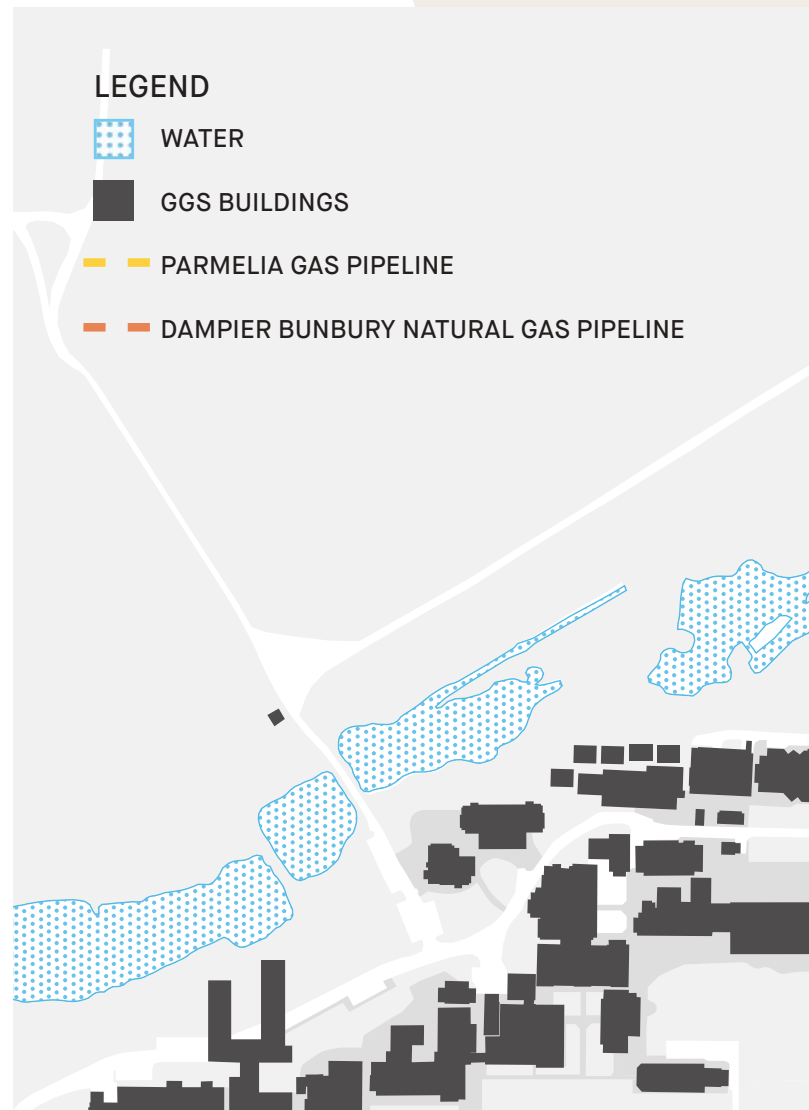 LEGEND
WATER
GGS BUILDINGS
PARMELIA GAS PIPELINE
DAMPIER BUNBURY NATURAL GAS PIPELINE